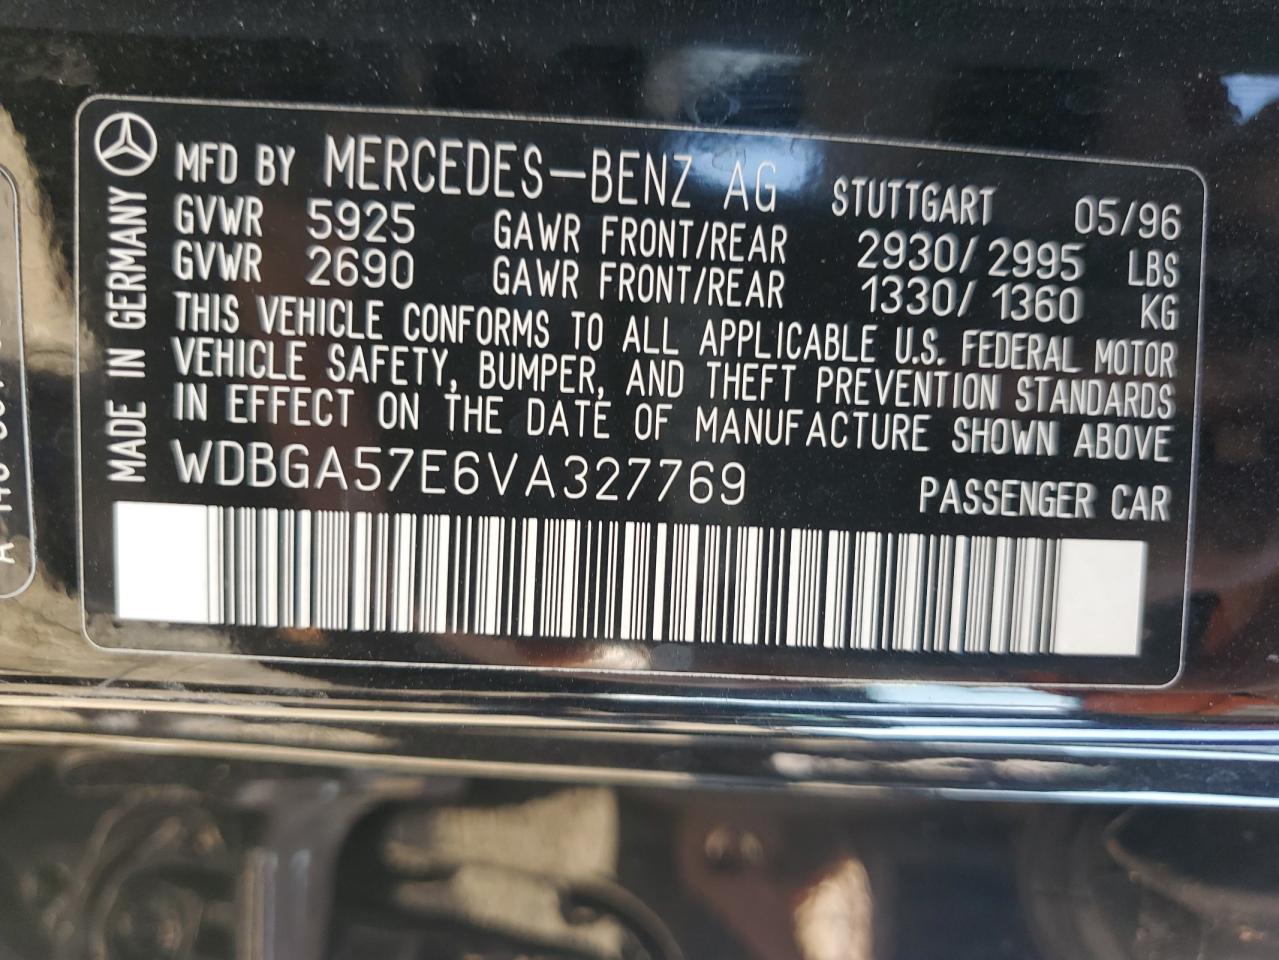 MADE IN GERMANY
MFD BY MERCEDES-BENZ AG STUTTGART 05/96
GVWR 5925 GAWR FRONT/REAR 2930/2995 LBS
GVWR 2690 GAWR FRONT/REAR 1330/1360 KG
THIS VEHICLE CONFORMS TO ALL APPLICABLE U.S. FEDERAL MOTOR
VEHICLE SAFETY, BUMPER, AND THEFT PREVENTION STANDARDS
IN EFFECT ON THE DATE OF MANUFACTURE SHOWN ABOVE
WDBGA57E6VA327769 PASSENGER CAR